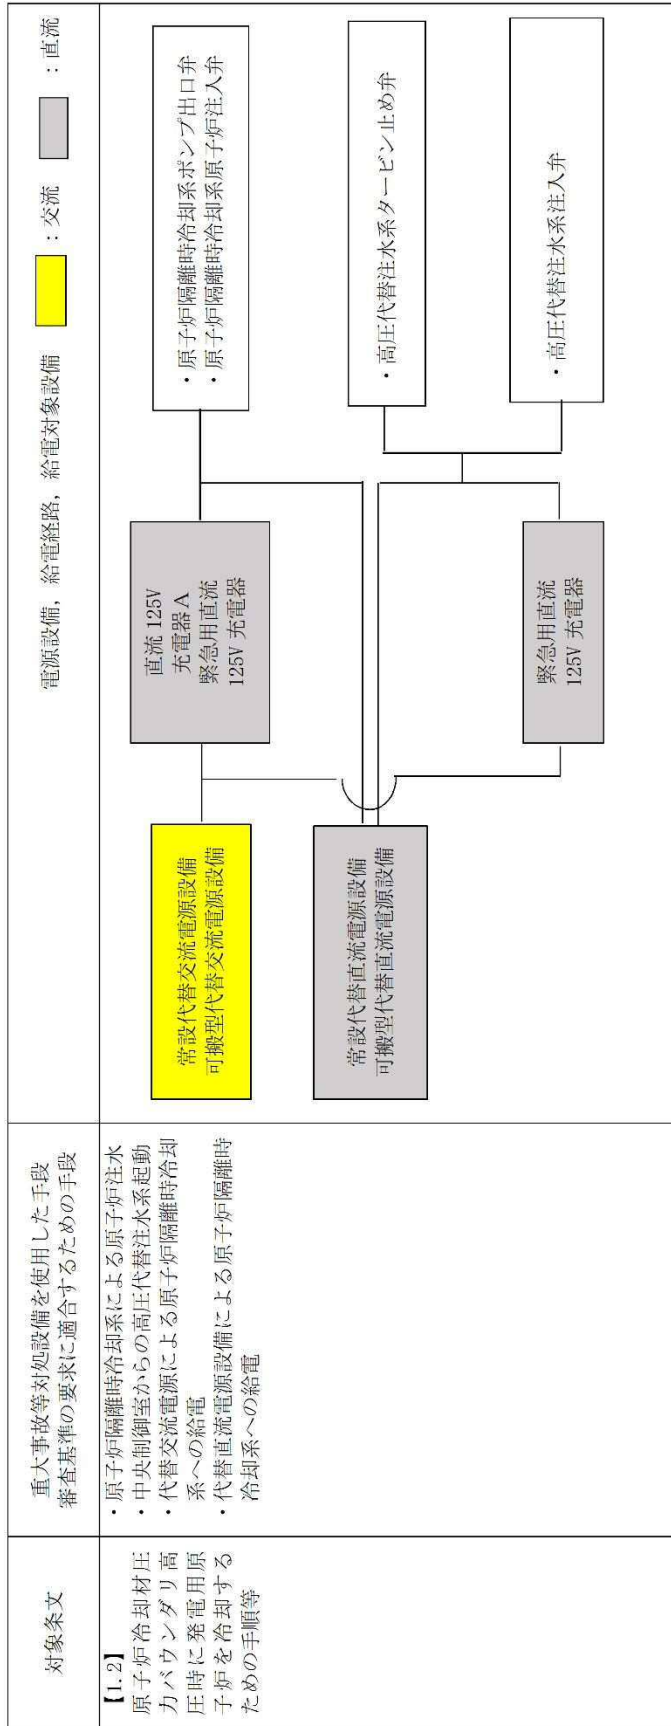 対象条文
重大事故等対処設備を使用した手段
審査基準の要求に適合するための手段
電源設備，給電経路，給電対象設備
：交流
：直流
【1.2】
原子炉冷却材圧
力バウンダリ高
圧時に発電用原
子炉を冷却する
ための手順等
・原子炉隔離時冷却系による原子炉注水
・中央制御室からの高圧代替注水系起動
・代替交流電源による原子炉隔離時冷却
系への給電
・代替直流電源設備による原子炉隔離時
冷却系への給電
常設代替交流電源設備
可搬型代替交流電源設備
常設代替直流電源設備
可搬型代替直流電源設備
直流 125V
充電器Ａ
緊急用直流
125V 充電器
緊急用直流
125V 充電器
・原子炉隔離時冷却系ポンプ出口弁
・原子炉隔離時冷却系原子炉注入弁
・高圧代替注水系タービン止め弁
・高圧代替注水系注入弁